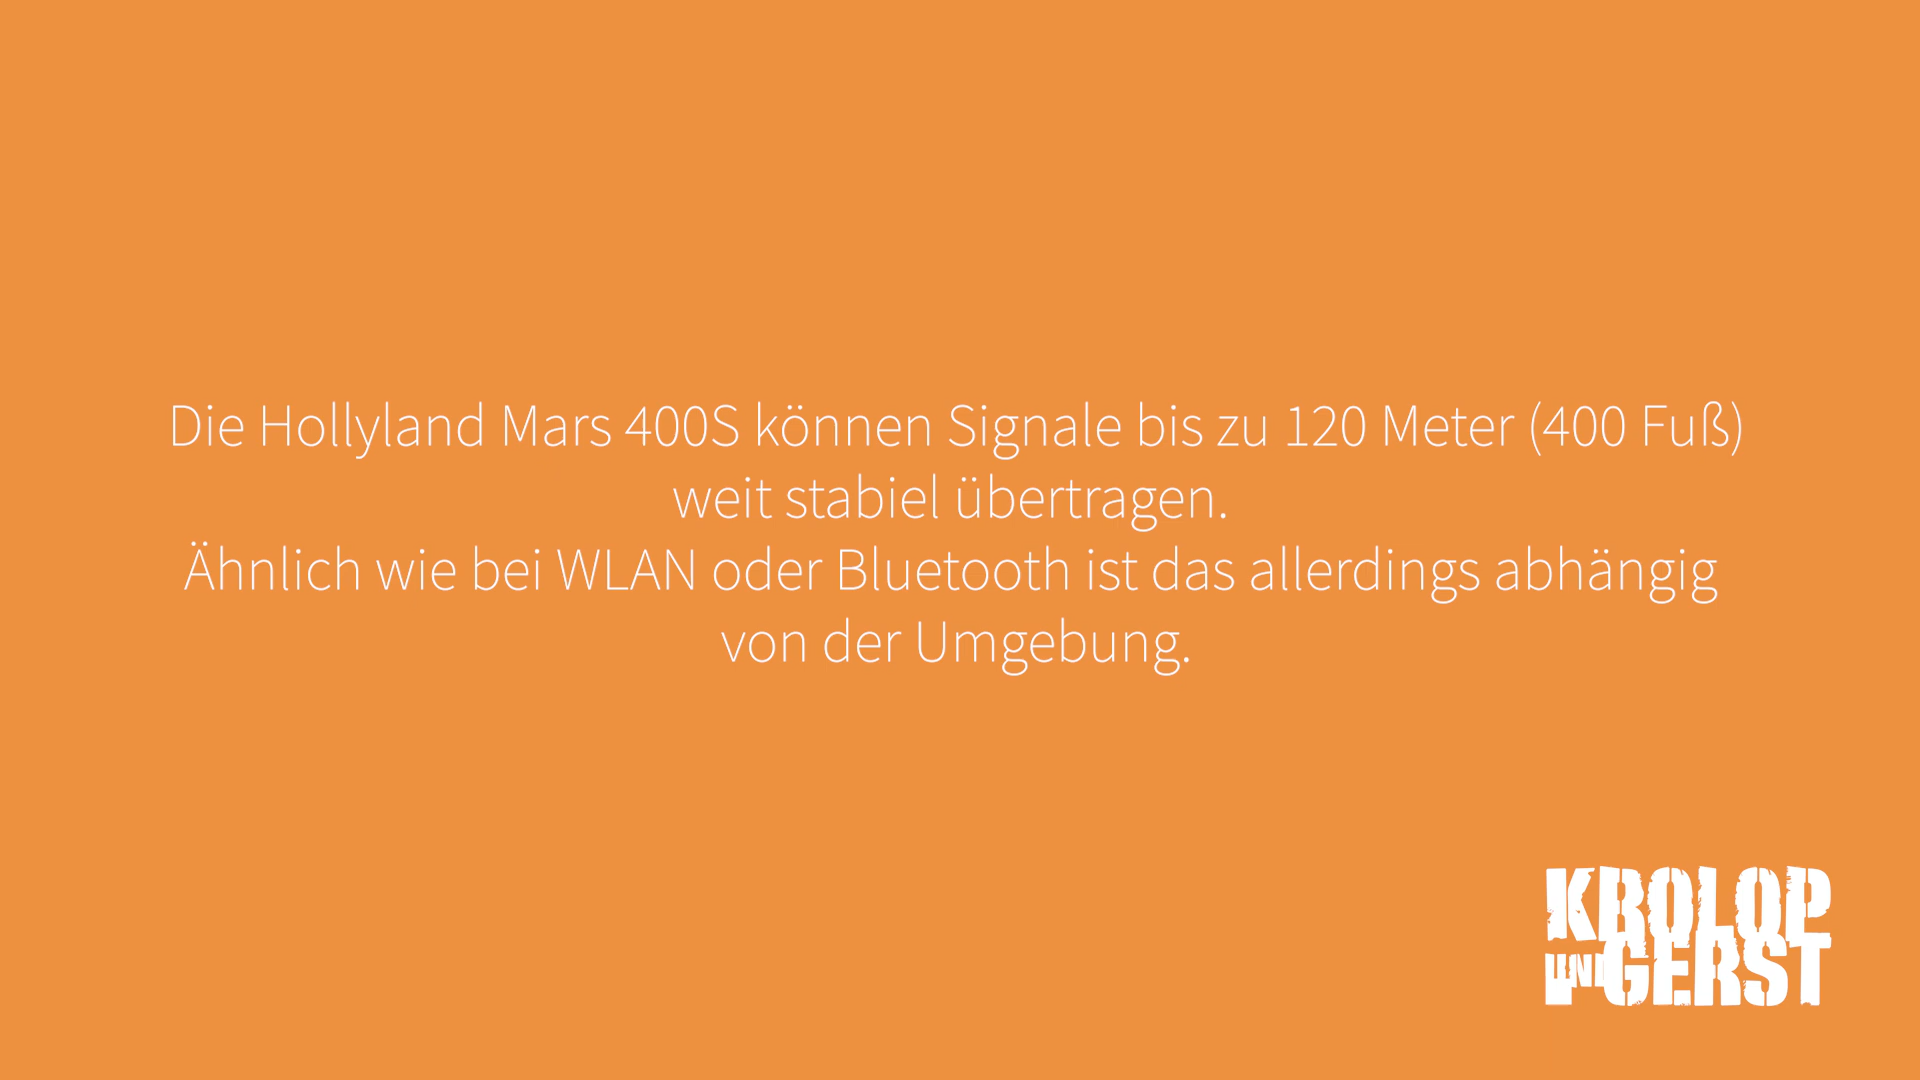 Die Hollyland Mars 400S können Signale bis zu 120 Meter (400 Fuß)
weit stabiel übertragen.
Ähnlich wie bei WLAN oder Bluetooth ist das allerdings abhängig
von der Umgebung.
KROLOP
UND GERST